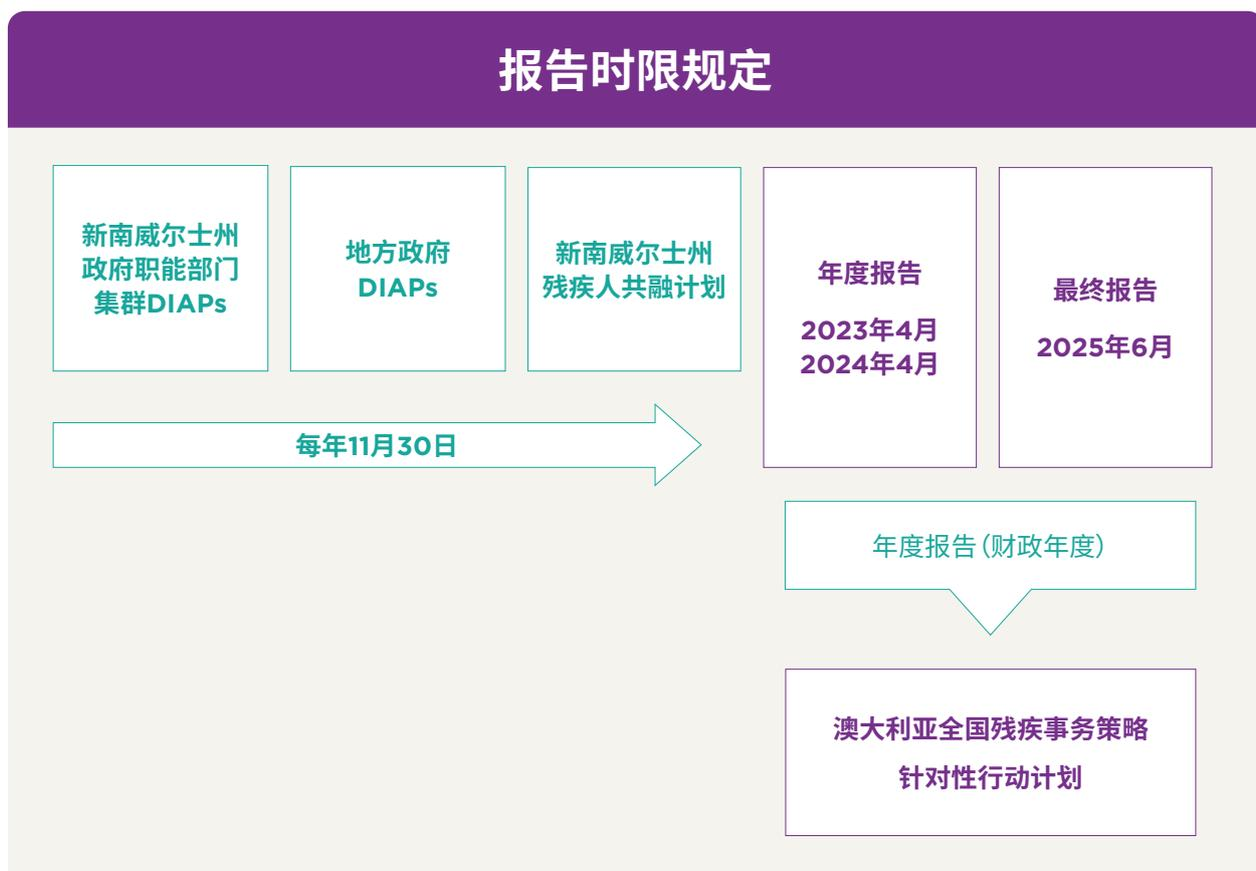 报告时限规定
新南威尔士州
政府职能部门
集群DIAPs
地方政府
DIAPs
新南威尔士州
残疾人共融计划
年度报告
2023年4月
2024年4月
最终报告
2025年6月
每年11月30日
年度报告（财政年度）
澳大利亚全国残疾事务策略
针对性行动计划